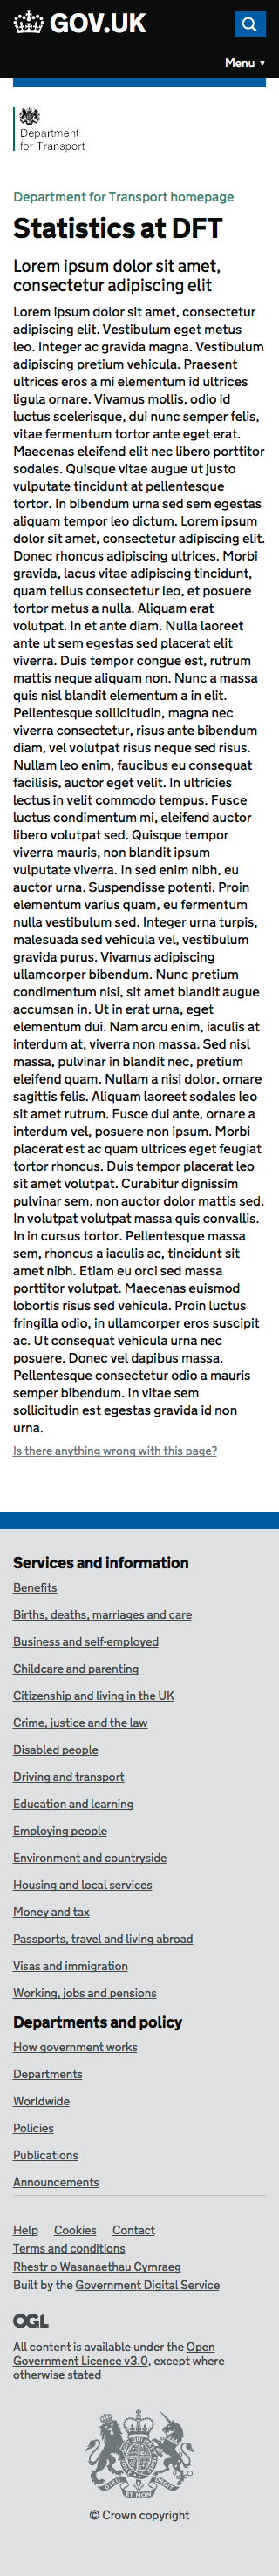 GOV.UK
Menu ▼
Department
for Transport
Department for Transport homepage
Statistics at DFT
Lorem ipsum dolor sit amet,
consectetur adipiscing elit
Lorem ipsum dolor sit amet, consectetur
adipiscing elit. Vestibulum eget metus
leo. Integer ac gravida magna. Vestibulum
adipiscing pretium vehicula. Praesent
ultrices eros a mi elementum id ultrices
ligula ornare. Vivamus mollis, odio id
luctus scelerisque, dui nunc semper felis,
vitae fermentum tortor ante eget erat.
Maecenas eleifend elit nec libero porttitor
sodales. Quisque vitae augue ut justo
vulputate tincidunt at pellentesque
tortor. In bibendum urna sed sem egestas
aliquam tempor leo dictum. Lorem ipsum
dolor sit amet, consectetur adipiscing elit.
Donec rhoncus adipiscing ultrices. Morbi
gravida, lacus vitae adipiscing tincidunt,
quam tellus consectetur leo, et posuere
tortor metus a nulla. Aliquam erat
volutpat. In et ante diam. Nulla laoreet
ante ut sem egestas sed placerat elit
viverra. Duis tempor congue est, rutrum
mattis neque aliquam non. Nunc a massa
quis nisl blandit elementum a in elit.
Pellentesque sollicitudin, magna nec
viverra consectetur, risus ante bibendum
diam, vel volutpat risus neque sed risus.
Nullam leo enim, faucibus eu consequat
facilisis, auctor eget velit. In ultricies
lectus in velit commodo tempus. Fusce
luctus condimentum mi, eleifend auctor
libero volutpat sed. Quisque tempor
viverra mauris, non blandit ipsum
vulputate viverra. In sed enim nibh, eu
auctor urna. Suspendisse potenti. Proin
elementum varius quam, eu fermentum
nulla vestibulum sed. Integer urna turpis,
malesuada sed vehicula vel, vestibulum
gravida purus. Vivamus adipiscing
ullamcorper bibendum. Nunc pretium
condimentum nisi, sit amet blandit augue
accumsan in. Ut in erat urna, eget
elementum dui. Nam arcu enim, iaculis at
interdum at, viverra non massa. Sed nisl
massa, pulvinar in blandit nec, pretium
eleifend quam. Nullam a nisi dolor, ornare
sagittis felis. Aliquam laoreet sodales leo
sit amet rutrum. Fusce dui ante, ornare a
interdum vel, posuere non ipsum. Morbi
placerat est ac quam ultrices eget feugiat
tortor rhoncus. Duis tempor placerat leo
sit amet volutpat. Curabitur dignissim
pulvinar sem, non auctor dolor mattis sed.
In volutpat volutpat massa quis convallis.
In in cursus tortor. Pellentesque massa
sem, rhoncus a iaculis ac, tincidunt sit
amet nibh. Etiam eu orci sed massa
porttitor volutpat. Maecenas euismod
lobortis risus sed vehicula. Proin luctus
fringilla odio, in ullamcorper eros suscipit
ac. Ut consequat vehicula urna nec
posuere. Donec vel dapibus massa.
Pellentesque consectetur odio a mauris
semper bibendum. In vitae sem
sollicitudin est egestas gravida id non
urna.
Is there anything wrong with this page?
Services and information
Benefits
Births, deaths, marriages and care
Business and self-employed
Childcare and parenting
Citizenship and living in the UK
Crime, justice and the law
Disabled people
Driving and transport
Education and learning
Employing people
Environment and countryside
Housing and local services
Money and tax
Passports, travel and living abroad
Visas and immigration
Working, jobs and pensions
Departments and policy
How government works
Departments
Worldwide
Policies
Publications
Announcements
Help Cookies Contact
Terms and conditions
Rhestr o Wasanaethau Cymraeg
Built by the Government Digital Service
OGL
All content is available under the Open
Government Licence v3.0, except where
otherwise stated
© Crown copyright